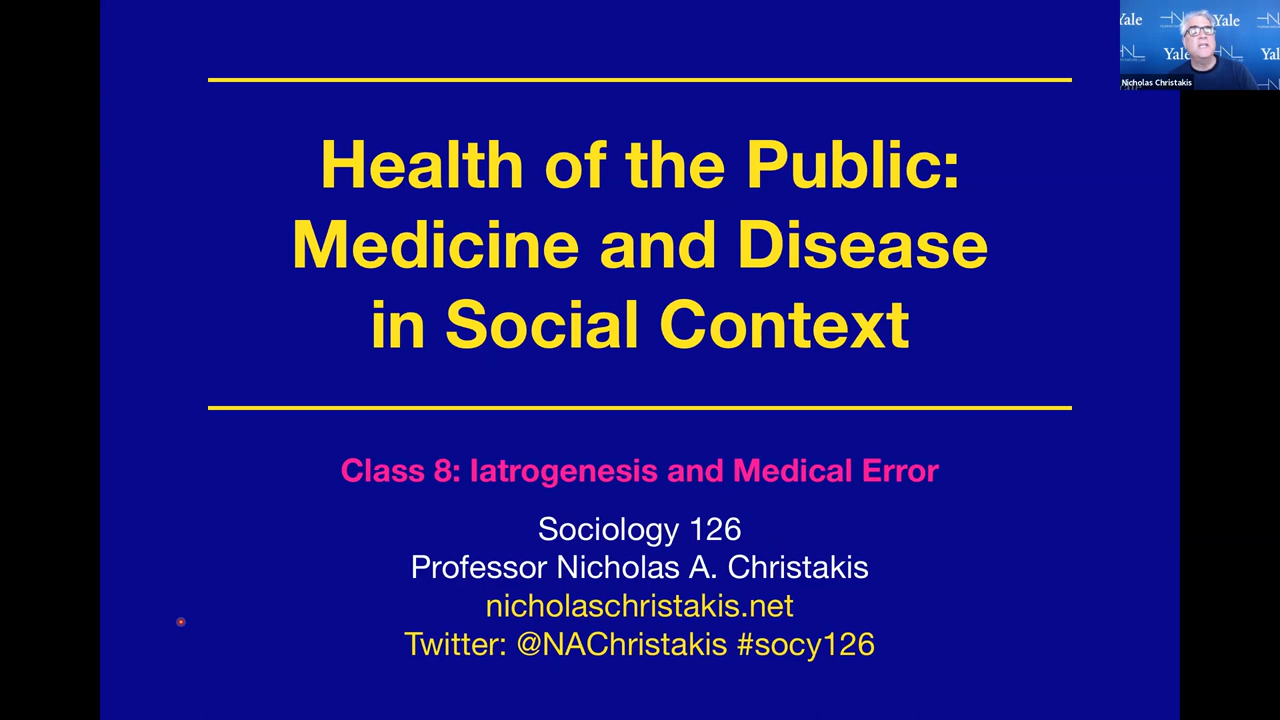 Health of the Public:
Medicine and Disease
in Social Context
Class 8: Iatrogenesis and Medical Error
Sociology 126
Professor Nicholas A. Christakis
nicholaschristakis.net
Twitter: @NAChristakis #socy126
Yale
Yale
Yale
Nicholas Christakis